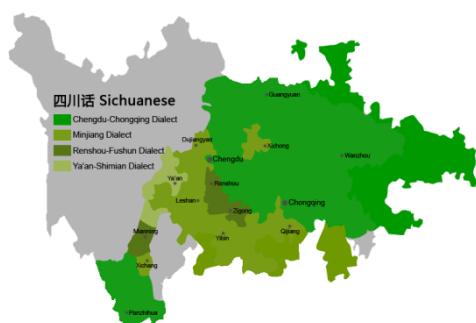 四川话 Sichuanese
Chengdu-Chongqing Dialect
Minjiang Dialect
Renshou-Fushun Dialect
Ya'an-Shimian Dialect
Guangyuan
Dujiangyan
Xichong
Chengdu
Wanzhou
Ya'an
Renshou
Leshan
Chongqing
Zigong
Mianning
Yibin
Qijiang
Xichang
Panzhihua